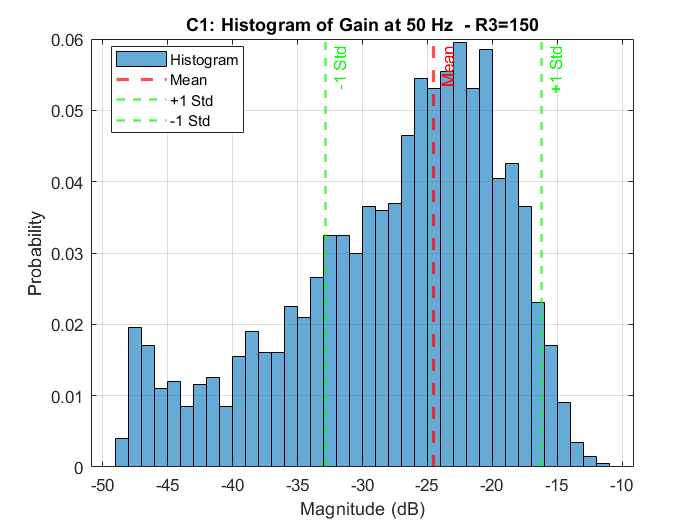 C1: Histogram of Gain at 50 Hz - R3=150
Histogram
Mean
+1 Std
-1 Std
-1 Std
Mean
+1 Std
0.06
0.05
0.04
0.03
0.02
0.01
0
Probability
-50
-45
-40
-35
-30
-25
-20
-15
-10
Magnitude (dB)